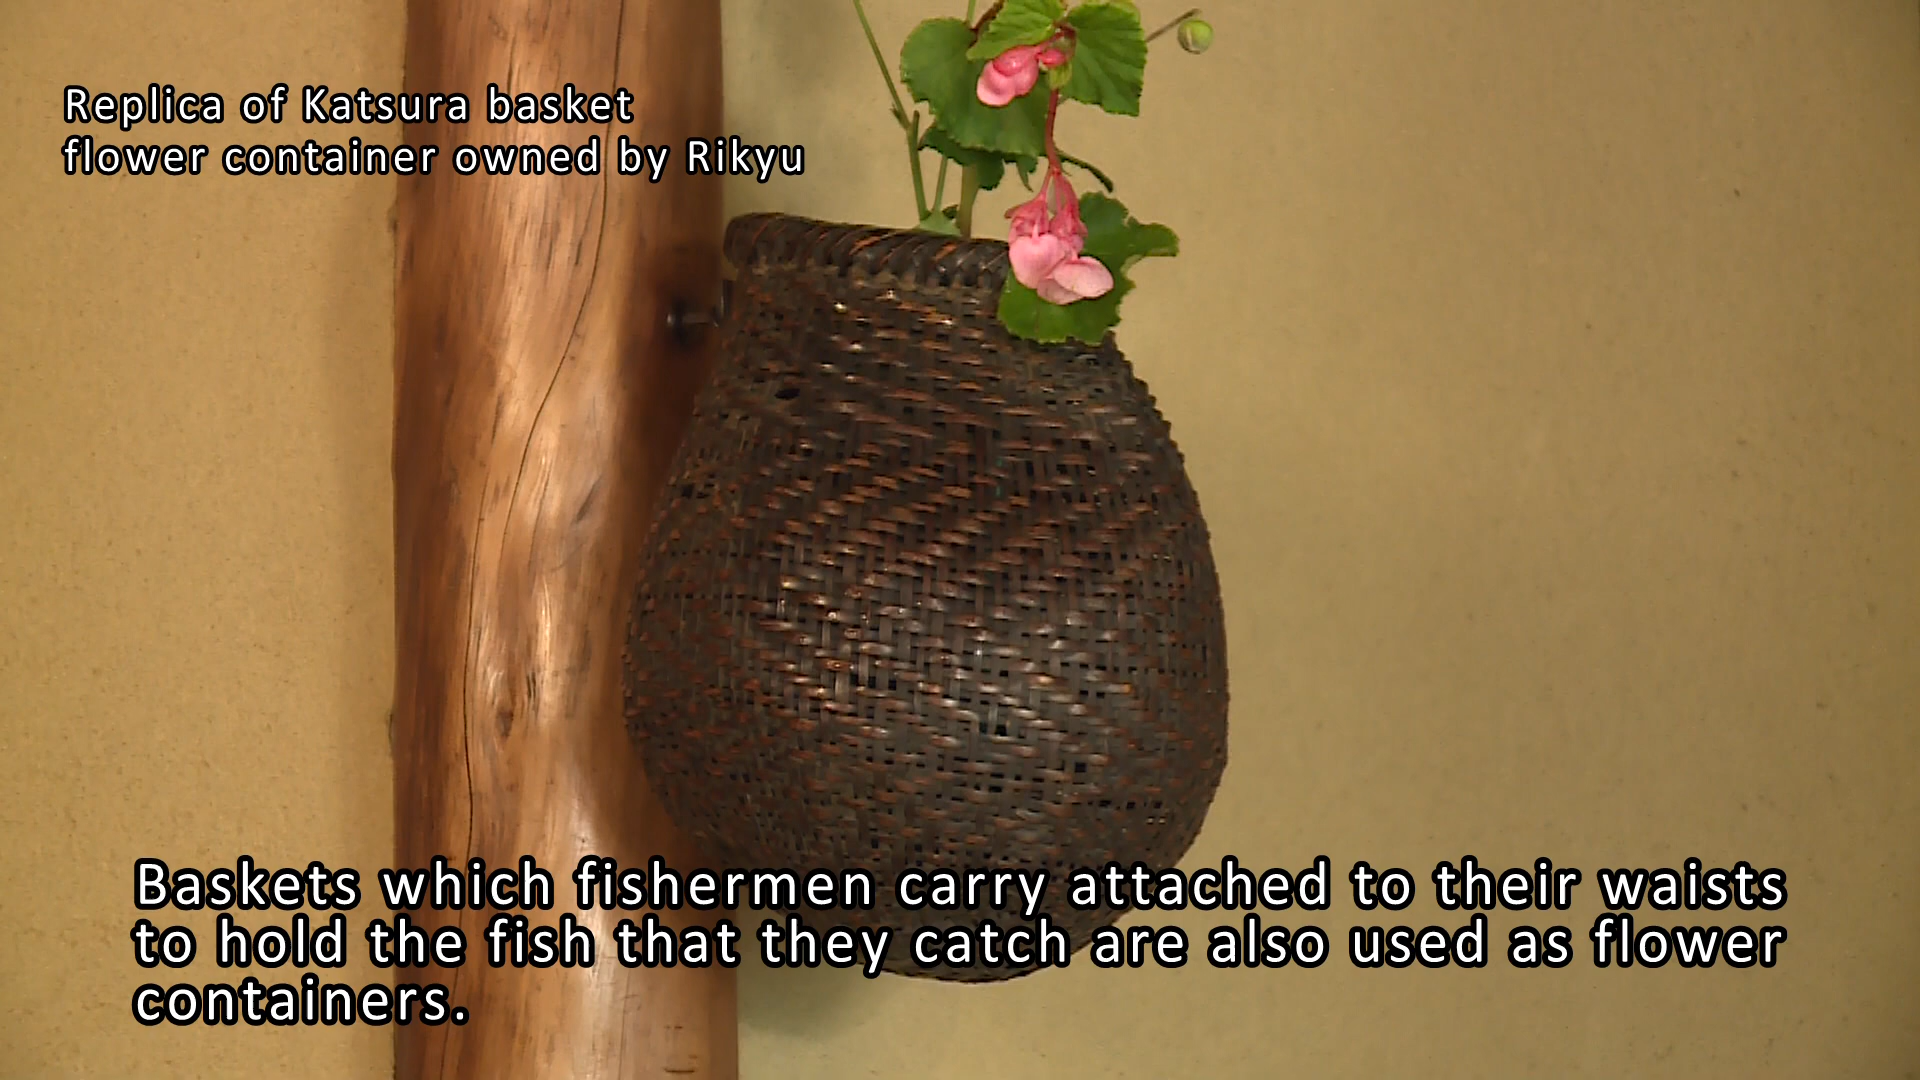 Replica of Katsura basket
flower container owned by Rikyu
Baskets which fishermen carry attached to their waists
to hold the fish that they catch are also used as flower
containers.